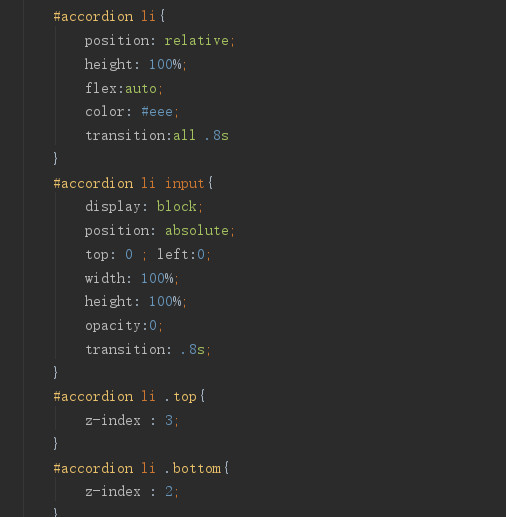 #accordion li{
position: relative;
height: 100%;
flex:auto;
color: #eee;
transition:all .8s
}
#accordion li input{
display: block;
position: absolute;
top: 0 ; left:0;
width: 100%;
height: 100%;
opacity:0;
transition: .8s;
}
#accordion li .top{
z-index : 3;
}
#accordion li .bottom{
z-index : 2;
}